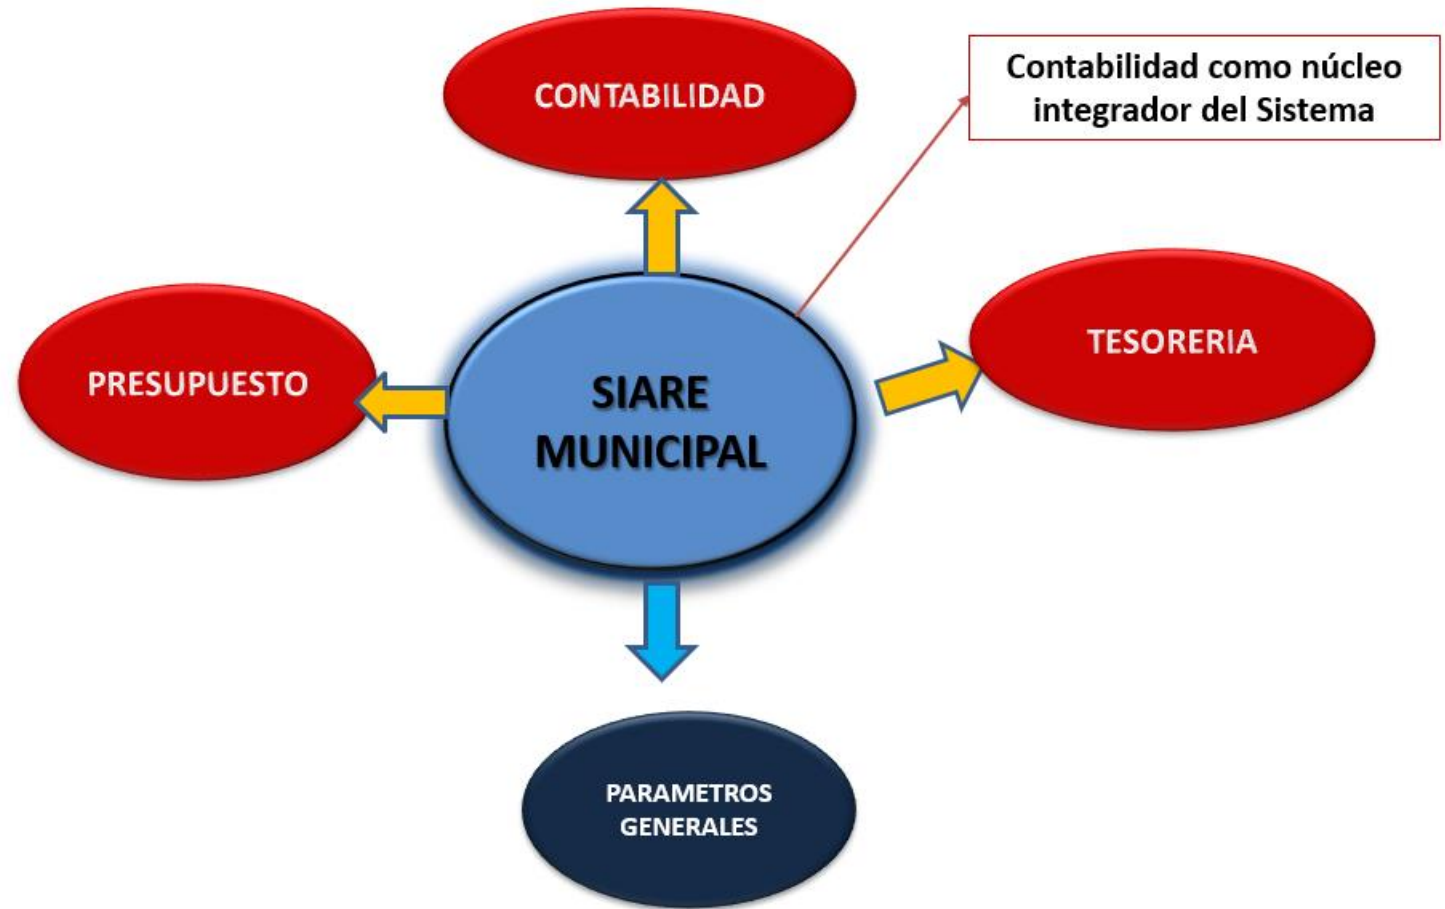 CONTABILIDAD
Contabilidad como núcleo
integrador del Sistema
TESORERIA
PRESUPUESTO
SIARE
MUNICIPAL
PARAMETROS
GENERALES